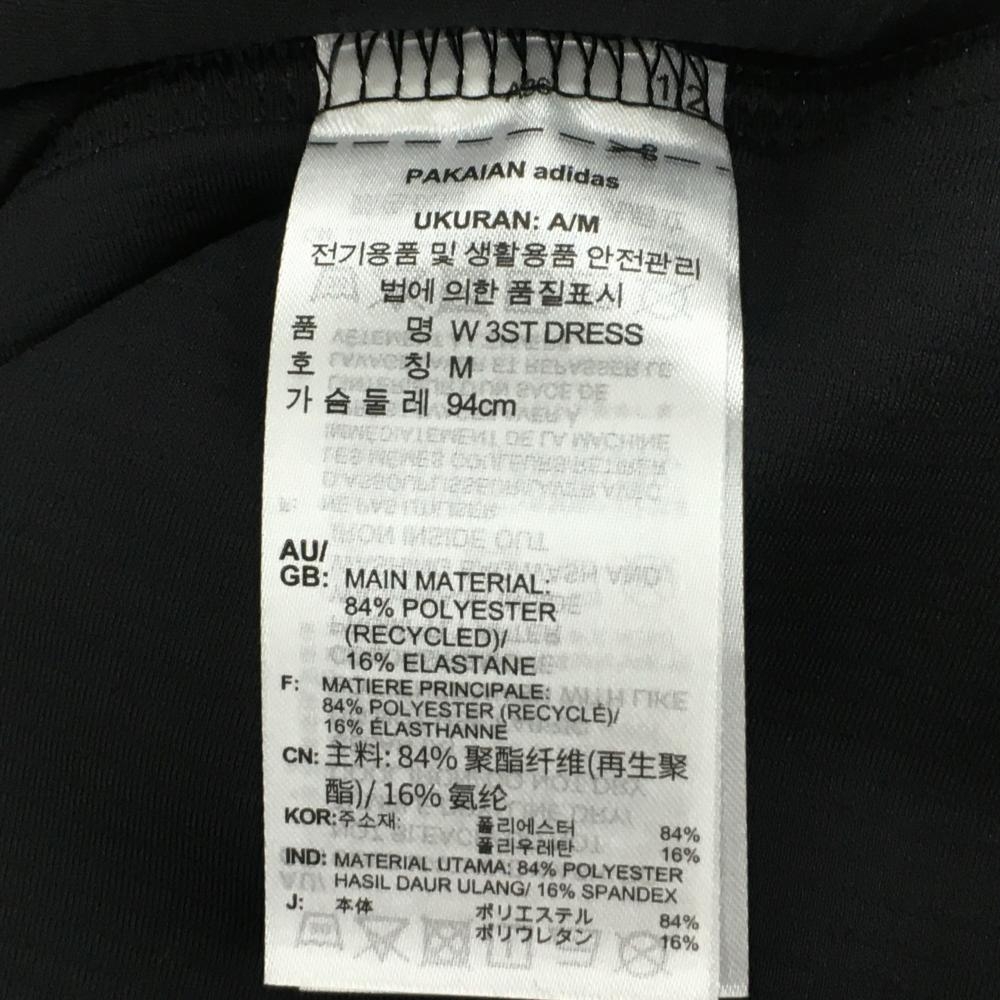 12
PAKAIAN adidas
UKURAN: A/M
전기용품 및 생활용품 안전관리
법에 의한 품질표시
품 명 W 3ST DRESS
호 칭 M
가슴둘레 94cm
AU/
GB: MAIN MATERIAL:
84% POLYESTER
(RECYCLED)/
16% ELASTANE
F: MATIERE PRINCIPALE:
84% POLYESTER (RECYCLÉ)/
16% ÉLASTHANNE
CN: 主料: 84% 聚酯纤维(再生聚
酯)/ 16% 氨纶
KOR: 주소재: 폴리에스터 84%
폴리우레탄 16%
IND: MATERIAL UTAMA: 84% POLYESTER
HASIL DAUR ULANG/ 16% SPANDEX
J: 本体 ポリエステル 84%
ポリウレタン 16%